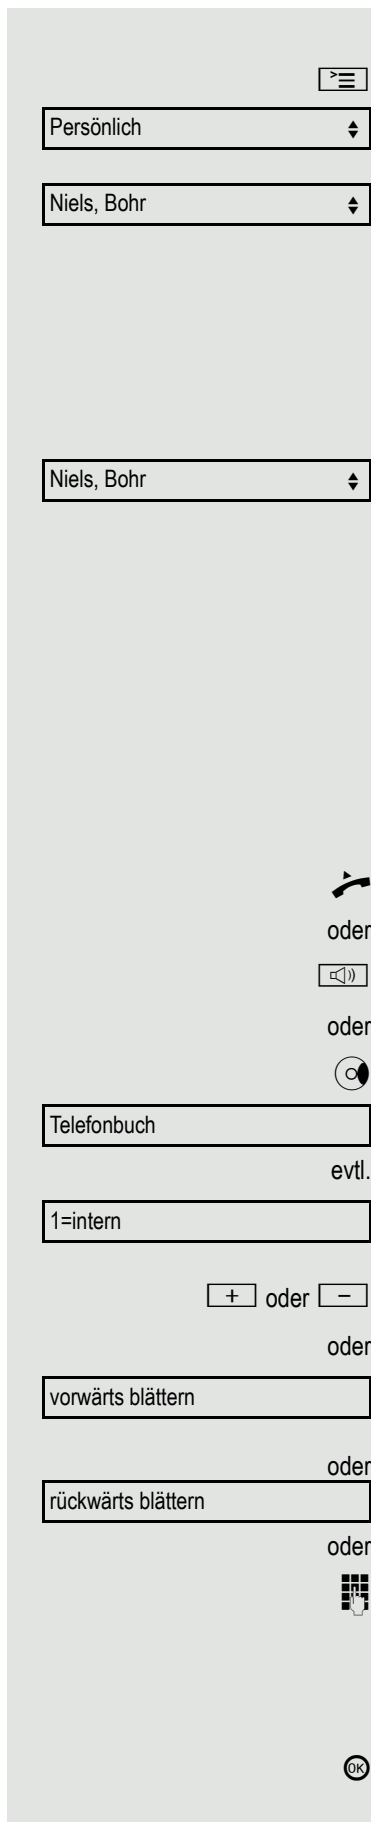 Persönlich
Niels, Bohr
Niels, Bohr
oder
oder
Telefonbuch
evtl.
1=intern
+ oder -
oder
vorwärts blättern
oder
rückwärts blättern
oder
OK